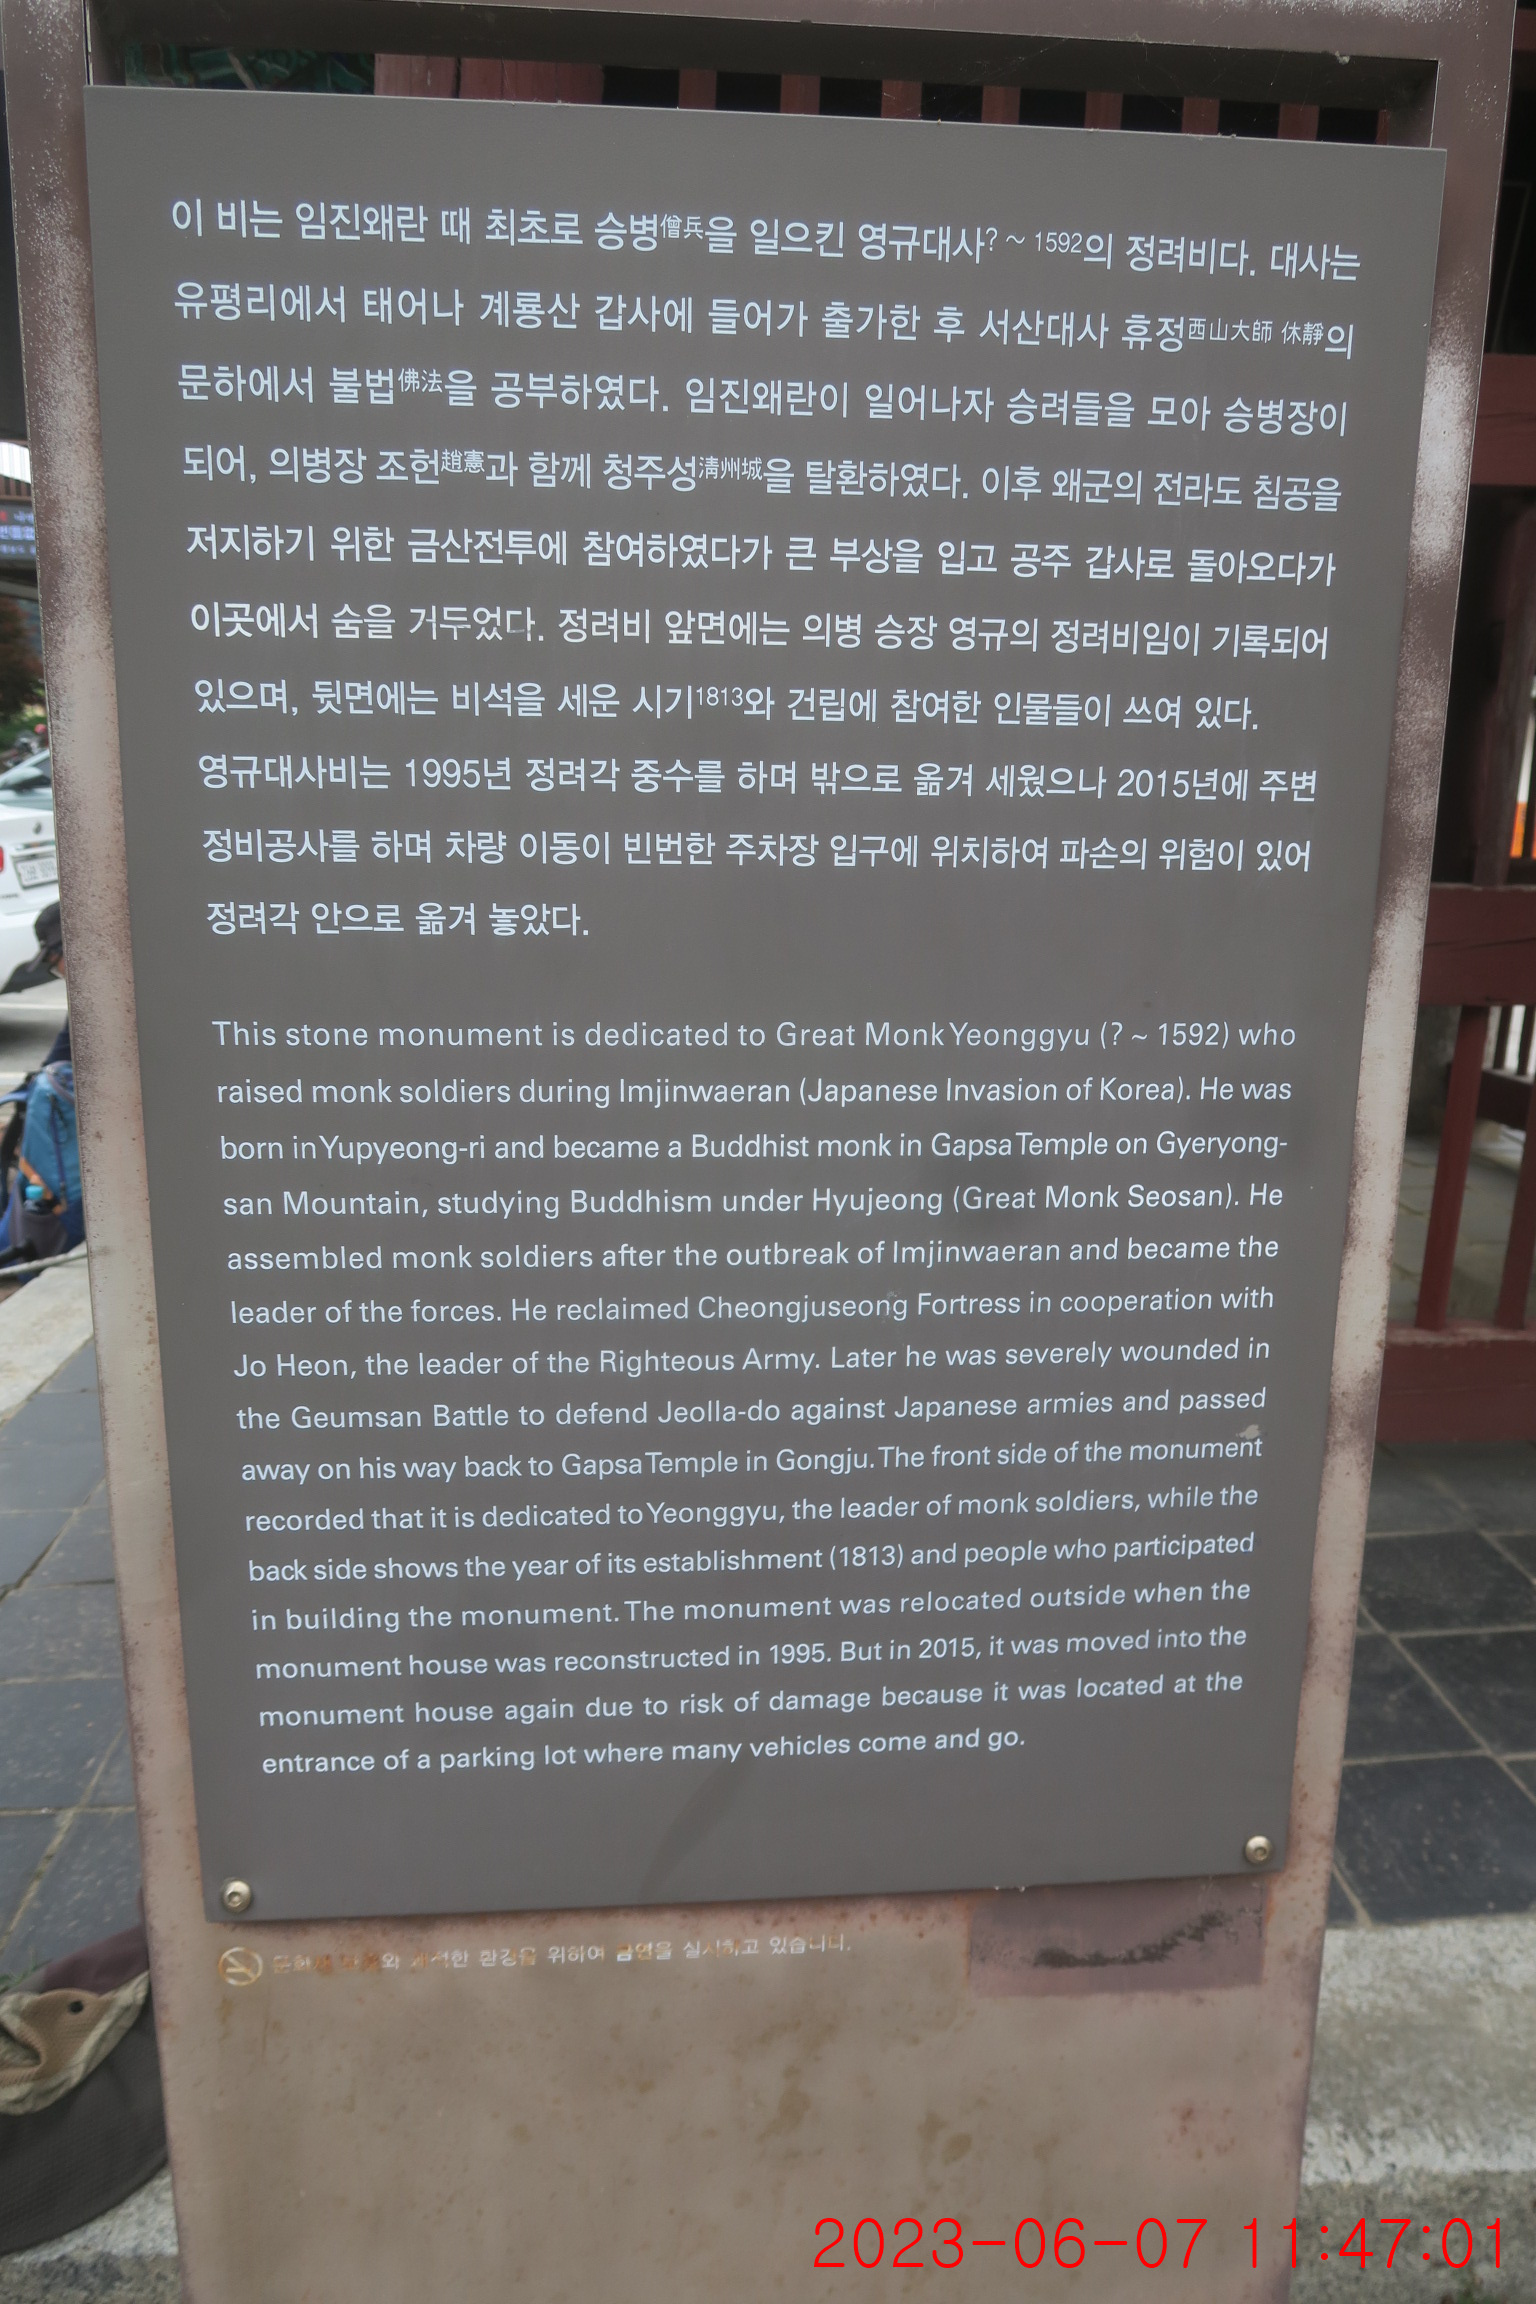 이 비는 임진왜란 때 최초로 승병僧兵을 일으킨 영규대사? ~ 1592의 정려비다. 대사는
유평리에서 태어나 계룡산 갑사에 들어가 출가한 후 서산대사 휴정西山大師 休靜의
문하에서 불법佛法을 공부하였다. 임진왜란이 일어나자 승려들을 모아 승병장이
되어, 의병장 조헌趙憲과 함께 청주성淸州城을 탈환하였다. 이후 왜군의 전라도 침공을
저지하기 위한 금산전투에 참여하였다가 큰 부상을 입고 공주 갑사로 돌아오다가
이곳에서 숨을 거두었다. 정려비 앞면에는 의병 승장 영규의 정려비임이 기록되어
있으며, 뒷면에는 비석을 세운 시기1813와 건립에 참여한 인물들이 쓰여 있다.
영규대사비는 1995년 정려각 중수를 하며 밖으로 옮겨 세웠으나 2015년에 주변
정비공사를 하며 차량 이동이 빈번한 주차장 입구에 위치하여 파손의 위험이 있어
정려각 안으로 옮겨 놓았다.
This stone monument is dedicated to Great Monk Yeonggyu (? ~ 1592) who
raised monk soldiers during Imjinwaeran (Japanese Invasion of Korea). He was
born in Yupyeong-ri and became a Buddhist monk in Gapsa Temple on Gyeryong-
san Mountain, studying Buddhism under Hyujeong (Great Monk Seosan). He
assembled monk soldiers after the outbreak of Imjinwaeran and became the
leader of the forces. He reclaimed Cheongjuseong Fortress in cooperation with
Jo Heon, the leader of the Righteous Army. Later he was severely wounded in
the Geumsan Battle to defend Jeolla-do against Japanese armies and passed
away on his way back to Gapsa Temple in Gongju. The front side of the monument
recorded that it is dedicated to Yeonggyu, the leader of monk soldiers, while the
back side shows the year of its establishment (1813) and people who participated
in building the monument. The monument was relocated outside when the
monument house was reconstructed in 1995. But in 2015, it was moved into the
monument house again due to risk of damage because it was located at the
entrance of a parking lot where many vehicles come and go.
환경을 위하여 금연을 실시하고 있습니다.
2023-06-07 11:47:01